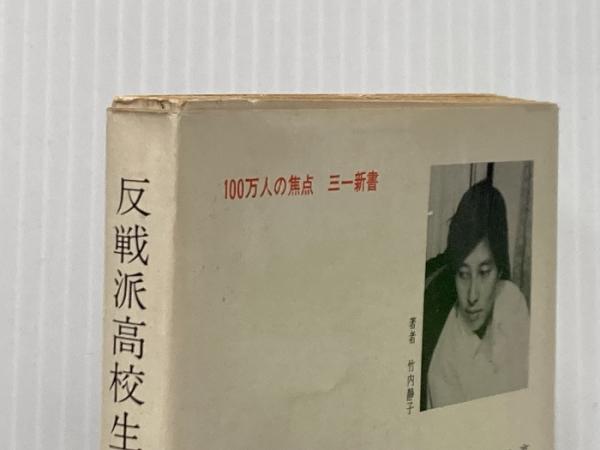 反戦派高校生
100万人の焦点 三一新書
著者 竹内静子